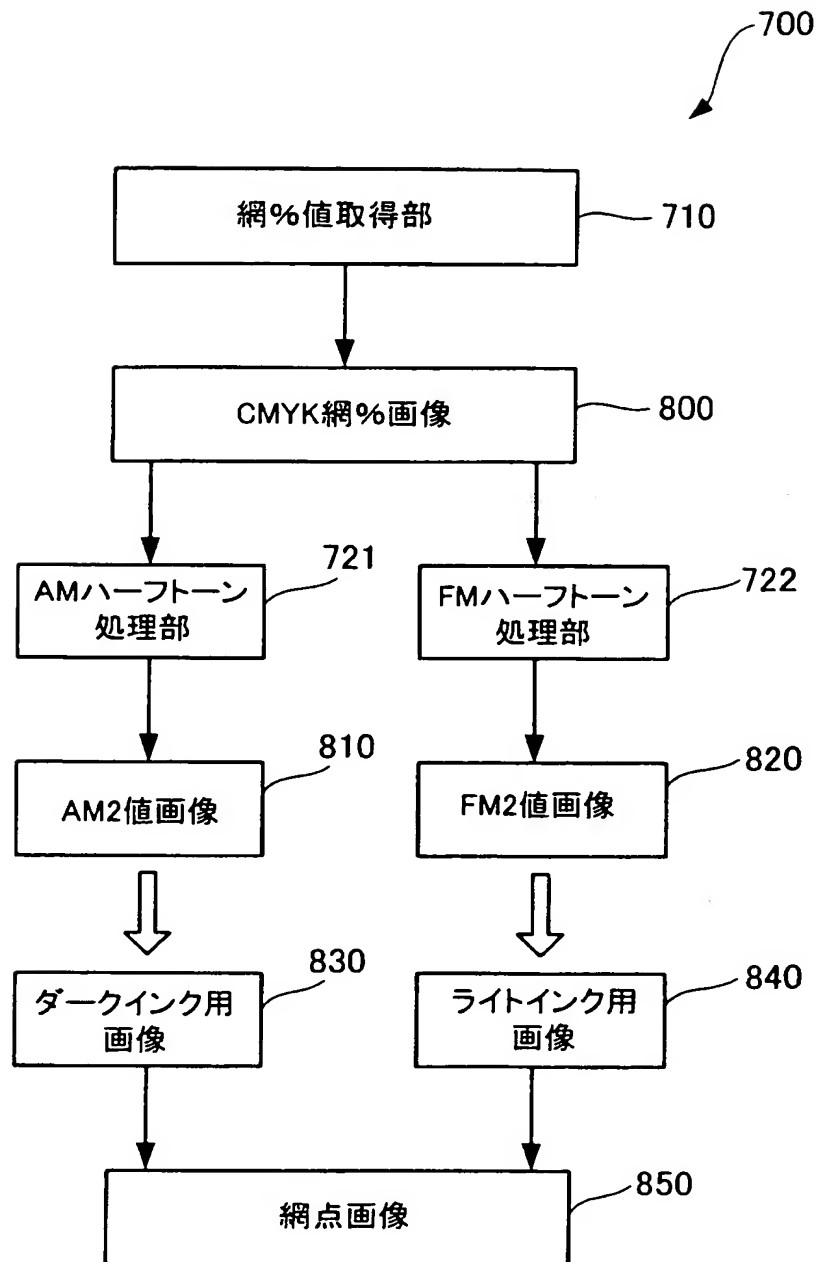 700
網%値取得部
710
CMYK網%画像
800
721
722
AMハーフトーン
処理部
FMハーフトーン
処理部
810
820
AM2値画像
FM2値画像
830
840
ダークインク用
画像
ライトインク用
画像
850
網点画像